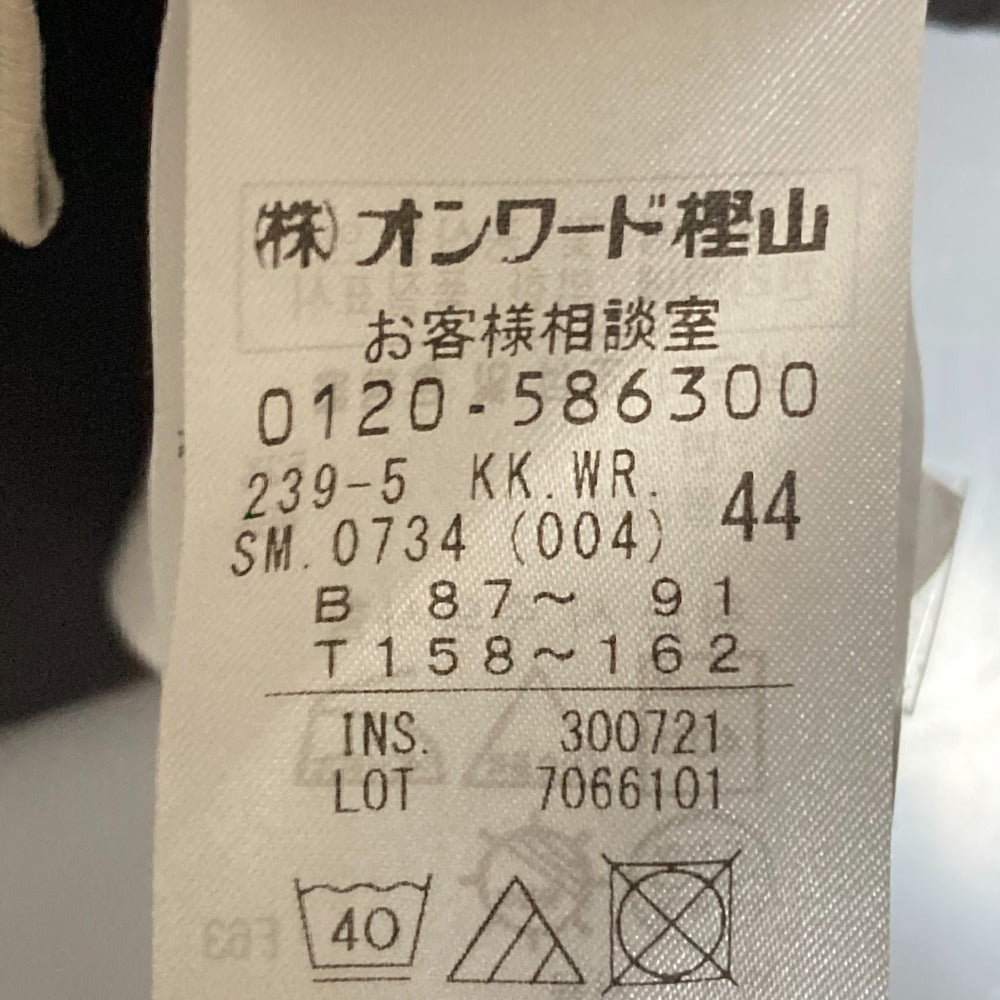 ㈱オンワード樫山
お客様相談室
0120-586300
239-5 KK.WR. 44
SM.0734 (004)
B 87～ 91
T158～162
INS. 300721
LOT 7066101
40
F63